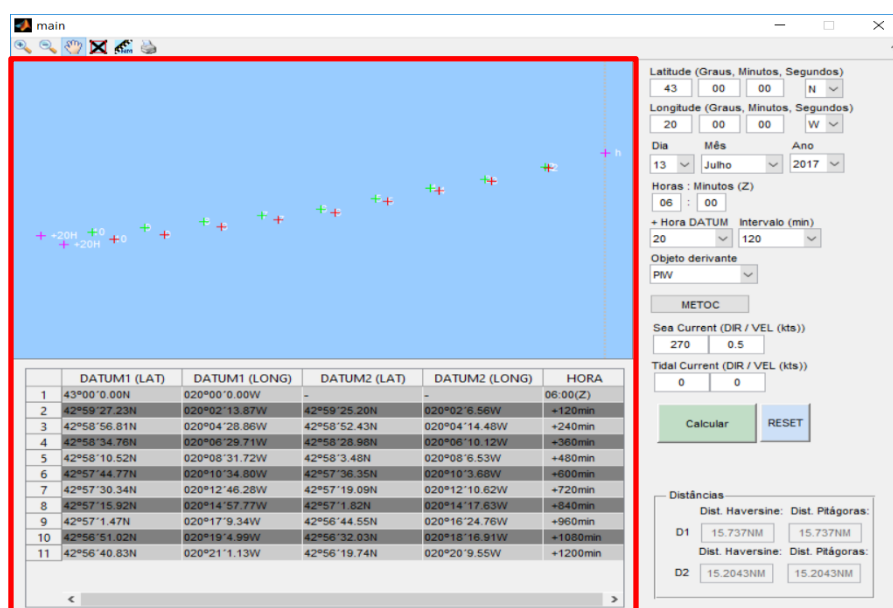 main
Latitude (Graus, Minutos, Segundos)
43 00 00 N
Longitude (Graus, Minutos, Segundos)
20 00 00 W
Dia Mês Ano
13 Julho 2017
Horas : Minutos (Z)
06 : 00
+ Hora DATUM Intervalo (min)
20 120
Objeto derivante
PIW
METOC
Sea Current (DIR / VEL (kts))
270 0.5
Tidal Current (DIR / VEL (kts))
0 0
Calcular RESET
Distâncias
Dist. Haversine: Dist. Pitágoras:
D1 15.737NM 15.737NM
Dist. Haversine: Dist. Pitágoras:
D2 15.2043NM 15.2043NM
h
+20H
+20H
DATUM1 (LAT) DATUM1 (LONG) DATUM2 (LAT) DATUM2 (LONG) HORA
1 43º00´0.00N 020º00´0.00W - - 06:00(Z)
2 42º59´27.23N 020º02´13.87W 42º59´25.20N 020º02´6.56W +120min
3 42º58´56.81N 020º04´28.86W 42º58´52.43N 020º04´14.48W +240min
4 42º58´34.76N 020º06´29.71W 42º58´28.98N 020º06´10.12W +360min
5 42º58´10.52N 020º08´31.72W 42º58´3.48N 020º08´6.53W +480min
6 42º57´44.77N 020º10´34.80W 42º57´36.35N 020º10´3.68W +600min
7 42º57´30.34N 020º12´46.28W 42º57´19.09N 020º12´10.62W +720min
8 42º57´15.92N 020º14´57.77W 42º57´1.82N 020º14´17.63W +840min
9 42º57´1.47N 020º17´9.34W 42º56´44.55N 020º16´24.76W +960min
10 42º56´51.02N 020º19´4.99W 42º56´32.03N 020º18´16.91W +1080min
11 42º56´40.83N 020º21´1.13W 42º56´19.74N 020º20´9.55W +1200min